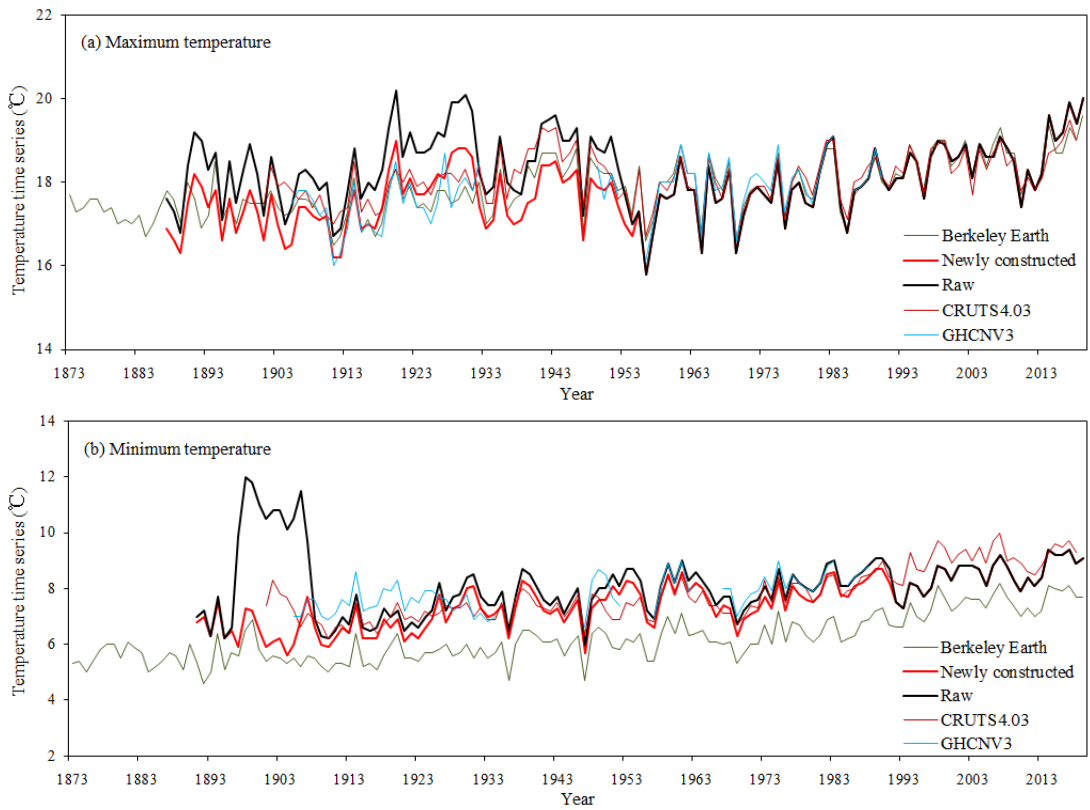 22
(a) Maximum temperature
20
18
16
14
Temperature time series (℃)
Berkeley Earth
Newly constructed
Raw
CRUTS4.03
GHCNV3
1873 1883 1893 1903 1913 1923 1933 1943 1953 1963 1973 1983 1993 2003 2013
Year
14
(b) Minimum temperature
12
10
8
6
4
2
Temperature time series (℃)
Berkeley Earth
Newly constructed
Raw
CRUTS4.03
GHCNV3
1873 1883 1893 1903 1913 1923 1933 1943 1953 1963 1973 1983 1993 2003 2013
Year